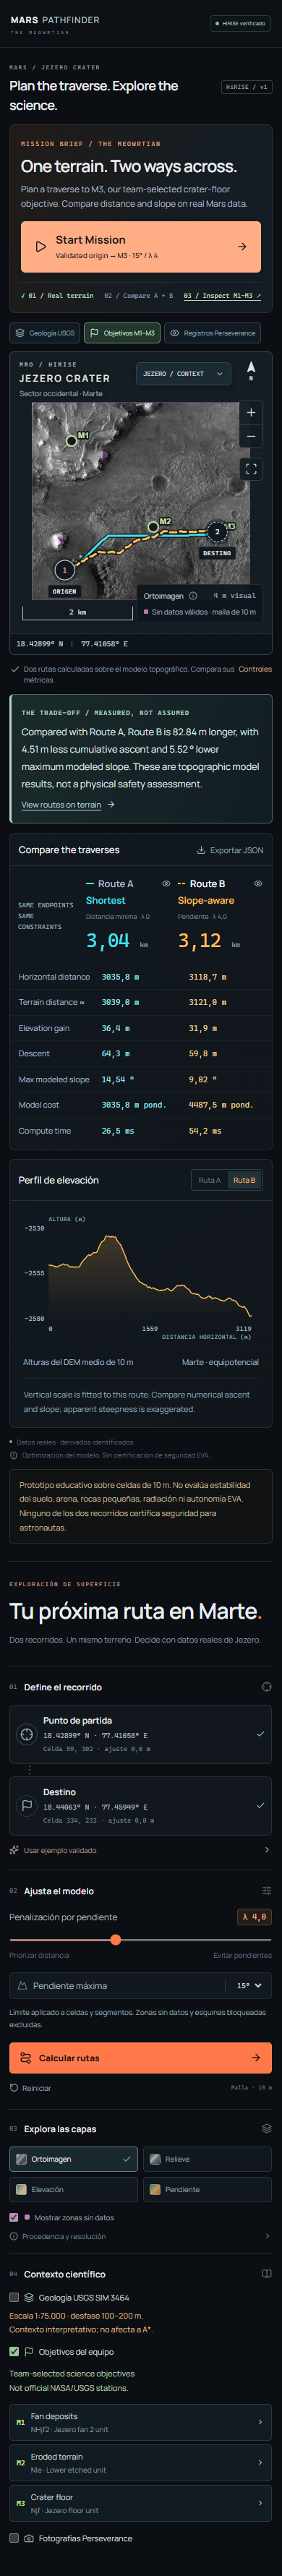 MARS PATHFINDER
THE MEOWRTIAN
HiRISE verificado
MARS / JEZERO CRATER
Plan the traverse. Explore the
science.
HiRISE / v1
MISSION BRIEF / THE MEOWRTIAN
One terrain. Two ways across.
Plan a traverse to M3, our team-selected crater-floor
objective. Compare distance and slope on real Mars data.
Start Mission
Validated origin → M3 · 15° / λ 4
✓ 01 / Real terrain
02 / Compare A + B
03 / Inspect M1–M3 ↗
Geología USGS
Objetivos M1–M3
Registros Perseverance
MRO / HIRISE
JEZERO CRATER
Sector occidental · Marte
JEZERO / CONTEXT
N
M1
M2
M3
2
DESTINO
1
ORIGEN
2 km
Ortoimagen
4 m visual
Sin datos válidos · malla de 10 m
18.42899° N | 77.41058° E
Dos rutas calculadas sobre el modelo topográfico. Compara sus
métricas.
Controles
THE TRADE-OFF / MEASURED, NOT ASSUMED
Compared with Route A, Route B is 82.84 m longer, with
4.51 m less cumulative ascent and 5.52° lower
maximum modeled slope. These are topographic model
results, not a physical safety assessment.
View routes on terrain
Compare the traverses
Exportar JSON
SAME ENDPOINTS
SAME
CONSTRAINTS
Route A
Shortest
Distancia mínima · λ 0
3,04 km
Route B
Slope-aware
Pendiente · λ 4,0
3,12 km
Horizontal distance 3035,8 m 3118,7 m
Terrain distance ≈ 3039,0 m 3121,0 m
Elevation gain 36,4 m 31,9 m
Descent 64,3 m 59,8 m
Max modeled slope 14,54 ° 9,02 °
Model cost 3035,8 m pond. 4487,5 m pond.
Compute time 26,5 ms 54,2 ms
Perfil de elevación
Ruta A
Ruta B
ALTURA (m)
−2530
−2555
−2580
0
1559
3119
DISTANCIA HORIZONTAL (m)
Alturas del DEM medio de 10 m
Marte · equipotencial
Vertical scale is fitted to this route. Compare numerical ascent
and slope; apparent steepness is exaggerated.
Datos reales · derivados identificados
Optimización del modelo. Sin certificación de seguridad EVA.
Prototipo educativo sobre celdas de 10 m. No evalúa estabilidad
del suelo, arena, rocas pequeñas, radiación ni autonomía EVA.
Ninguno de los dos recorridos certifica seguridad para
astronautas.
EXPLORACIÓN DE SUPERFICIE
Tu próxima ruta en Marte.
Dos recorridos. Un mismo terreno. Decide con datos reales de Jezero.
01 Define el recorrido
Punto de partida
18.42899° N · 77.41058° E
Celda 59, 302 · ajuste 0,0 m
Destino
18.44063° N · 77.45949° E
Celda 334, 233 · ajuste 0,0 m
Usar ejemplo validado
02 Ajusta el modelo
Penalización por pendiente
λ 4,0
Priorizar distancia
Evitar pendientes
Pendiente máxima
15°
Límite aplicado a celdas y segmentos. Zonas sin dato y esquinas bloqueadas
excluidas.
Calcular rutas
Reiniciar
Malla · 10 m
03 Explora las capas
Ortoimagen
Relieve
Elevación
Pendiente
Mostrar zonas sin datos
Procedencia y resolución
04 Contexto científico
Geología USGS SIM 3464
Escala 1:75.000 · desfase 100–200 m.
Contexto interpretativo; no afecta a A*.
Objetivos del equipo
Team-selected science objectives
Not official NASA/USGS stations.
M1 Fan deposits
NHjf2 · Jezero fan 2 unit
M2 Eroded terrain
Nle · Lower etched unit
M3 Crater floor
Njf · Jezero floor unit
Fotografías Perseverance